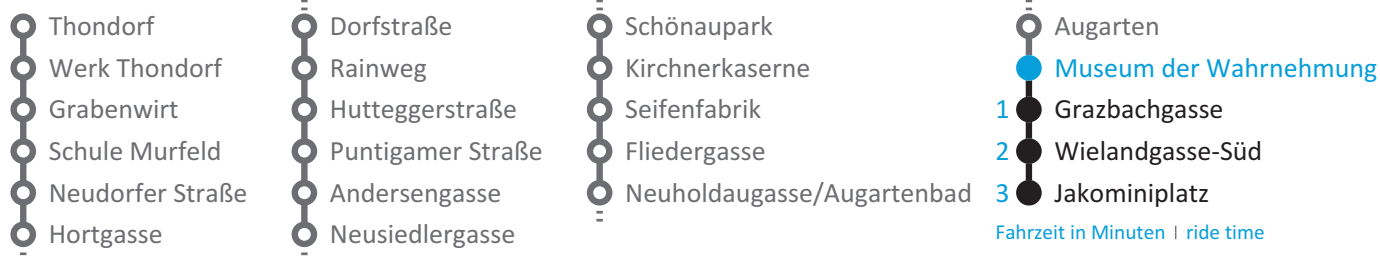 Thondorf
Werk Thondorf
Grabenwirt
Schule Murfeld
Neudorfer Straße
Hortgasse
Dorfstraße
Rainweg
Hutteggerstraße
Puntigamer Straße
Andersengasse
Neusiedlergasse
Schönaupark
Kirchnerkaserne
Seifenfabrik
Fliedergasse
Neuholdaugasse/Augartenbad
Augarten
Museum der Wahrnehmung
1 Grazbachgasse
2 Wielandgasse-Süd
3 Jakominiplatz
Fahrzeit in Minuten | ride time